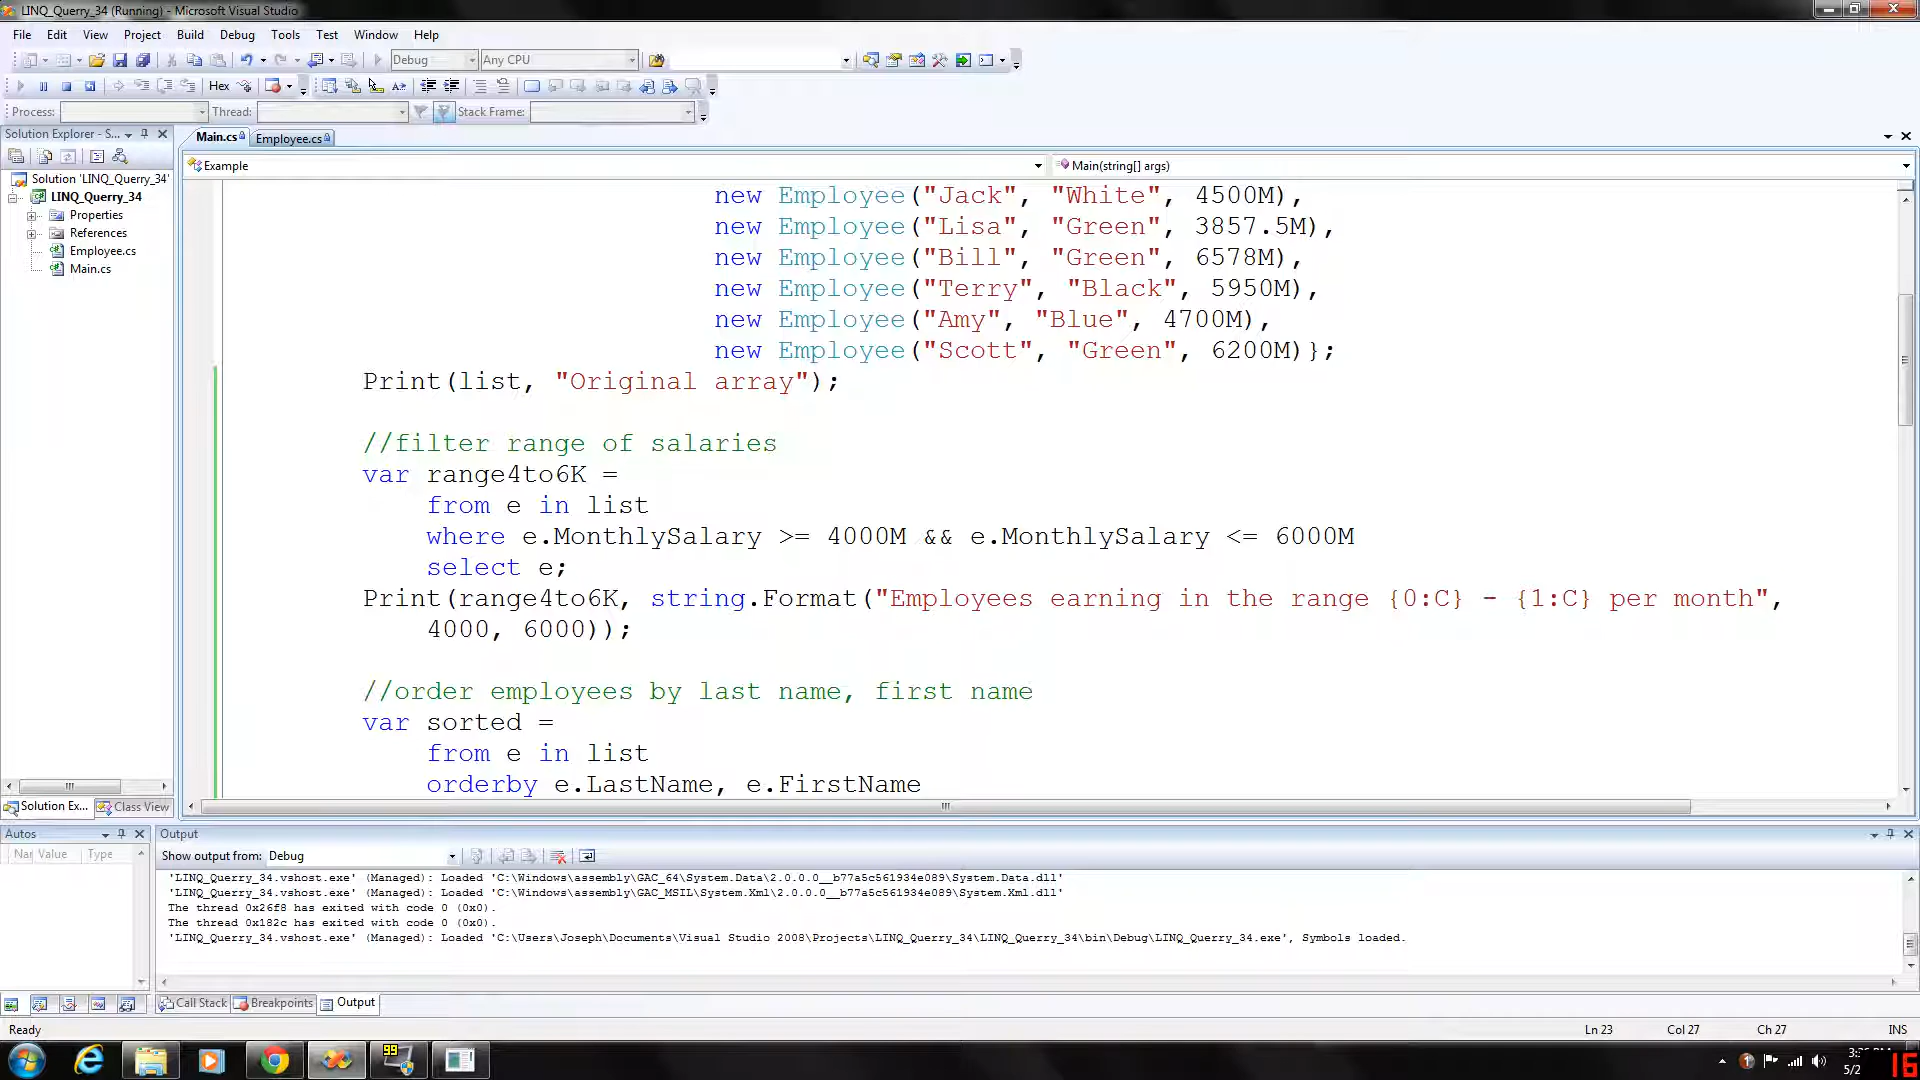 LINQ_Querry_34 (Running) - Microsoft Visual Studio
File Edit View Project Build Debug Tools Test Window Help
Debug Any CPU
Hex
Process: Thread: Stack Frame:
Solution Explorer - S...
Main.cs Employee.cs
Example Main(string[] args)
Solution 'LINQ_Querry_34'
LINQ_Querry_34
Properties
References
Employee.cs
Main.cs
new Employee("Jack", "White", 4500M),
new Employee("Lisa", "Green", 3857.5M),
new Employee("Bill", "Green", 6578M),
new Employee("Terry", "Black", 5950M),
new Employee("Amy", "Blue", 4700M),
new Employee("Scott", "Green", 6200M)};
Print(list, "Original array");
//filter range of salaries
var range4to6K =
from e in list
where e.MonthlySalary >= 4000M && e.MonthlySalary <= 6000M
select e;
Print(range4to6K, string.Format("Employees earning in the range {0:C} - {1:C} per month",
4000, 6000));
//order employees by last name, first name
var sorted =
from e in list
orderby e.LastName, e.FirstName
Solution Ex... Class View
Autos
Value Type
Output
Show output from: Debug
'LINQ_Querry_34.vshost.exe' (Managed): Loaded 'C:\Windows\assembly\GAC_64\System.Data\2.0.0.0__b77a5c561934e089\System.Data.dll'
'LINQ_Querry_34.vshost.exe' (Managed): Loaded 'C:\Windows\assembly\GAC_MSIL\System.Xml\2.0.0.0__b77a5c561934e089\System.Xml.dll'
The thread 0x26f8 has exited with code 0 (0x0).
The thread 0x182c has exited with code 0 (0x0).
'LINQ_Querry_34.vshost.exe' (Managed): Loaded 'C:\Users\Joseph\Documents\Visual Studio 2008\Projects\LINQ_Querry_34\LINQ_Querry_34\bin\Debug\LINQ_Querry_34.exe', Symbols loaded.
Call Stack Breakpoints Output
Ready Ln 23 Col 27 Ch 27 INS
99
5/2
16